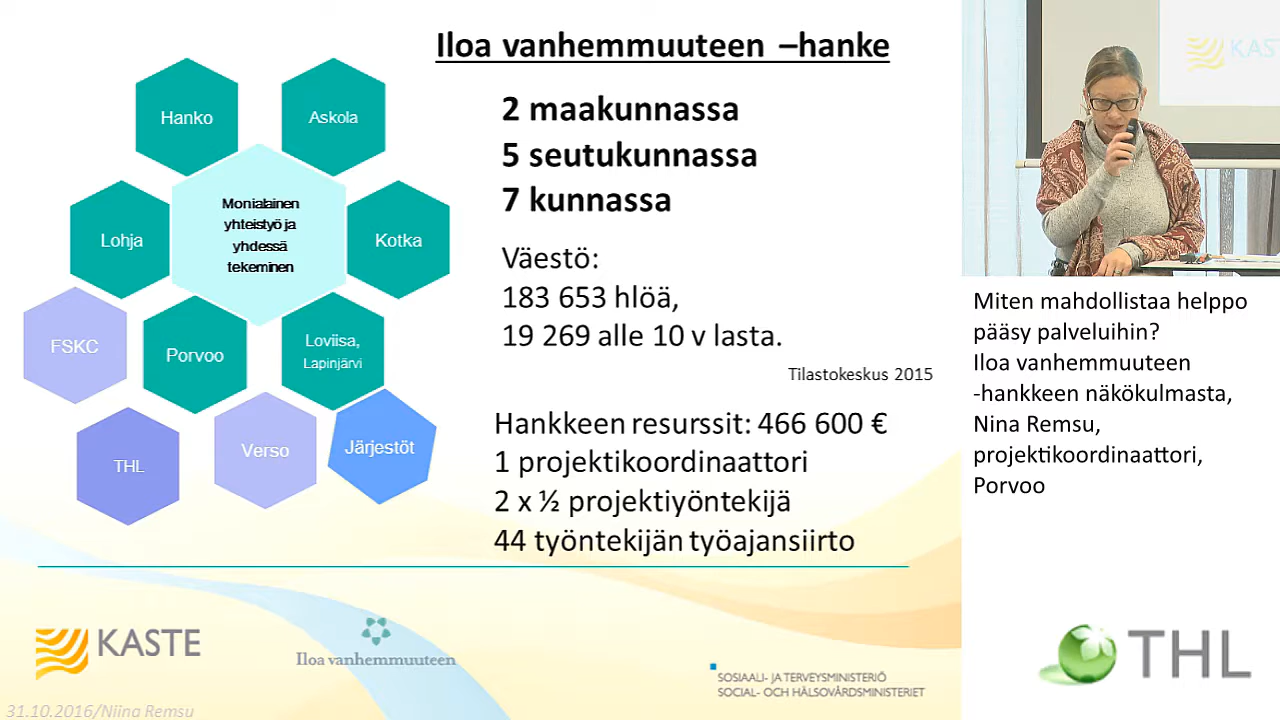 Iloa vanhemmuuteen –hanke
Hanko
Askola
Monialainen
yhteistyö ja
yhdessä
tekeminen
Lohja
Kotka
FSKC
Porvoo
Loviisa,
Lapinjärvi
THL
Verso
Järjestöt
2 maakunnassa
5 seutukunnassa
7 kunnassa
Väestö:
183 653 hlöä,
19 269 alle 10 v lasta.
Tilastokeskus 2015
Hankkeen resurssit: 466 600 €
1 projektikoordinaattori
2 x ½ projektiyöntekijä
44 työntekijän työajansiirto
KASTE
Iloa vanhemmuuteen
SOSIAALI- JA TERVEYSMINISTERIÖ
SOCIAL- OCH HÄLSOVÅRDSMINISTERIET
31.10.2016/Niina Remsu
KAST
Miten mahdollistaa helppo
pääsy palveluihin?
Iloa vanhemmuuteen
-hankkeen näkökulmasta,
Nina Remsu,
projektikoordinaattori,
Porvoo
THL